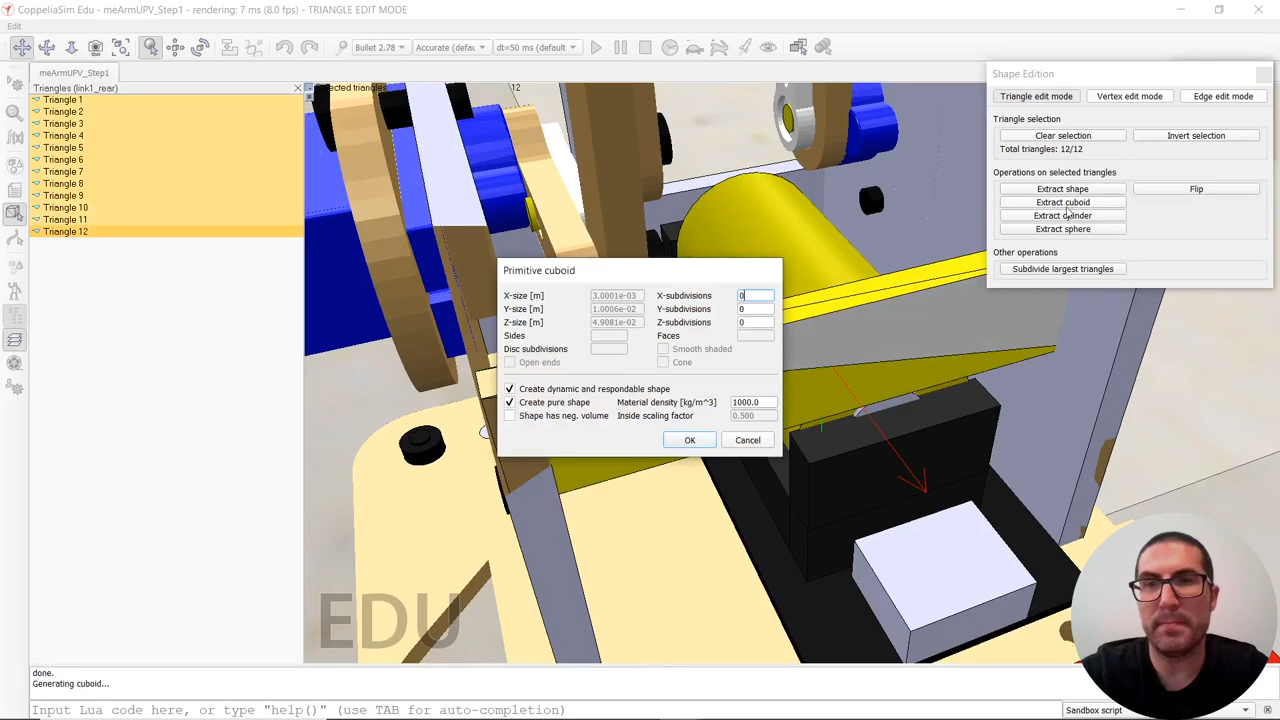 CoppeliaSim Edu - meArmUPV_Step1 - rendering: 7 ms (8.0 fps) - TRIANGLE EDIT MODE
Edit
Bullet 2.78
Accurate (defau
dt=50 ms (default)
meArmUPV_Step1
Triangles (link1_rear)
Selected triangles
12
Triangle 1
Triangle 2
Triangle 3
Triangle 4
Triangle 5
Triangle 6
Triangle 7
Triangle 8
Triangle 9
Triangle 10
Triangle 11
Triangle 12
Shape Edition
Triangle edit mode Vertex edit mode Edge edit mode
Triangle selection
Clear selection Invert selection
Total triangles: 12/12
Operations on selected triangles
Extract shape Flip
Extract cuboid
Extract cylinder
Extract sphere
Other operations
Subdivide largest triangles
Primitive cuboid
X-size [m] 3.0001e-03 X-subdivisions 0
Y-size [m] 1.0006e-02 Y-subdivisions 0
Z-size [m] 4.9081e-02 Z-subdivisions 0
Sides Faces
Disc subdivisions Smooth shaded
Open ends Cone
Create dynamic and respondable shape
Create pure shape Material density [kg/m^3] 1000.0
Shape has neg. volume Inside scaling factor 0.500
OK Cancel
EDU
done.
Generating cuboid...
Input Lua code here, or type "help()" (use TAB for auto-completion)
Sandbox script